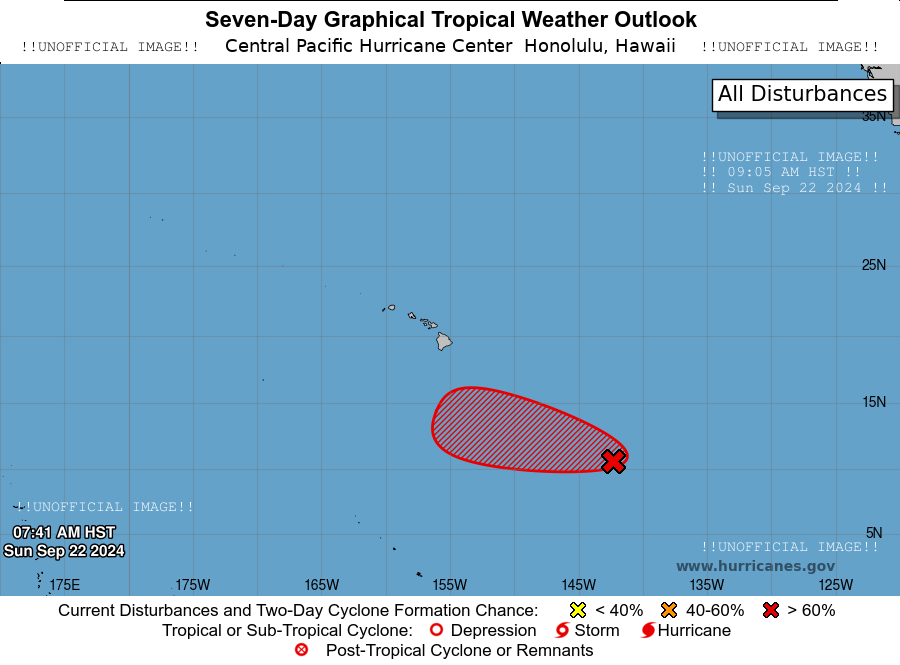 Seven-Day Graphical Tropical Weather Outlook
!!UNOFFICIAL IMAGE!! Central Pacific Hurricane Center Honolulu, Hawaii !!UNOFFICIAL IMAGE!!
All Disturbances
35N
!!UNOFFICIAL IMAGE!!
!! 09:05 AM HST !!
!! Sun Sep 22 2024 !!
25N
15N
!!UNOFFICIAL IMAGE!!
07:41 AM HST
Sun Sep 22 2024
5N
!!UNOFFICIAL IMAGE!!
www.hurricanes.gov
175E 175W 165W 155W 145W 135W 125W
Current Disturbances and Two-Day Cyclone Formation Chance: < 40% 40-60% > 60%
Tropical or Sub-Tropical Cyclone: Depression Storm Hurricane
Post-Tropical Cyclone or Remnants